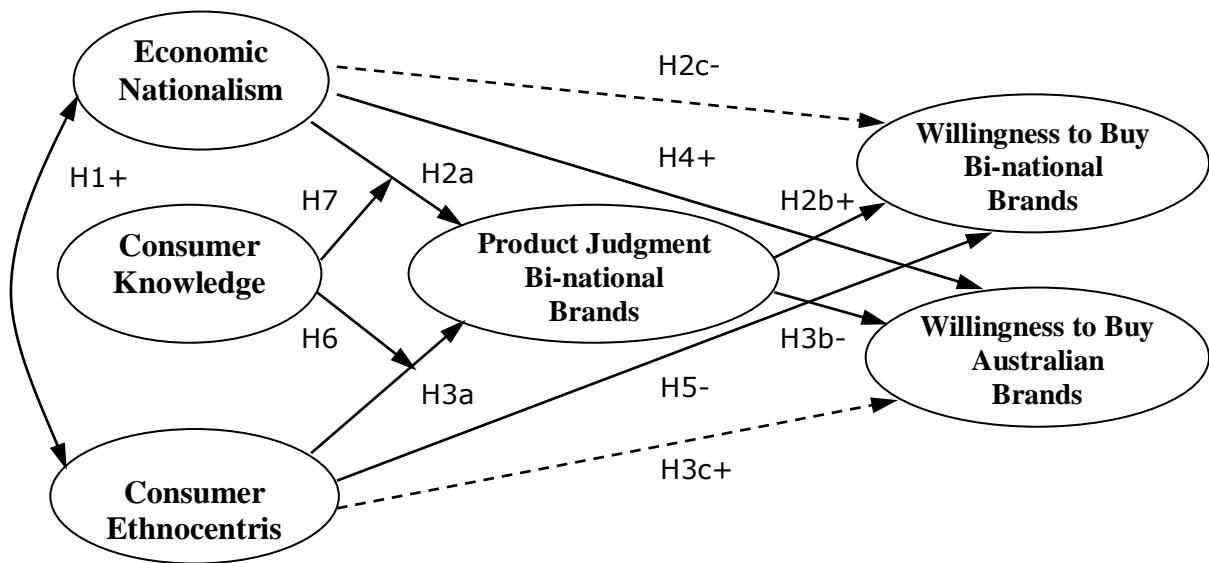 Economic
Nationalism
H2c-
Willingness to Buy
Bi-national
Brands
H1+
H4+
H2a
H7
H2b+
Consumer
Knowledge
Product Judgment
Bi-national
Brands
H6
H3b-
Willingness to Buy
Australian
Brands
H3a
H5-
H3c+
Consumer
Ethnocentris